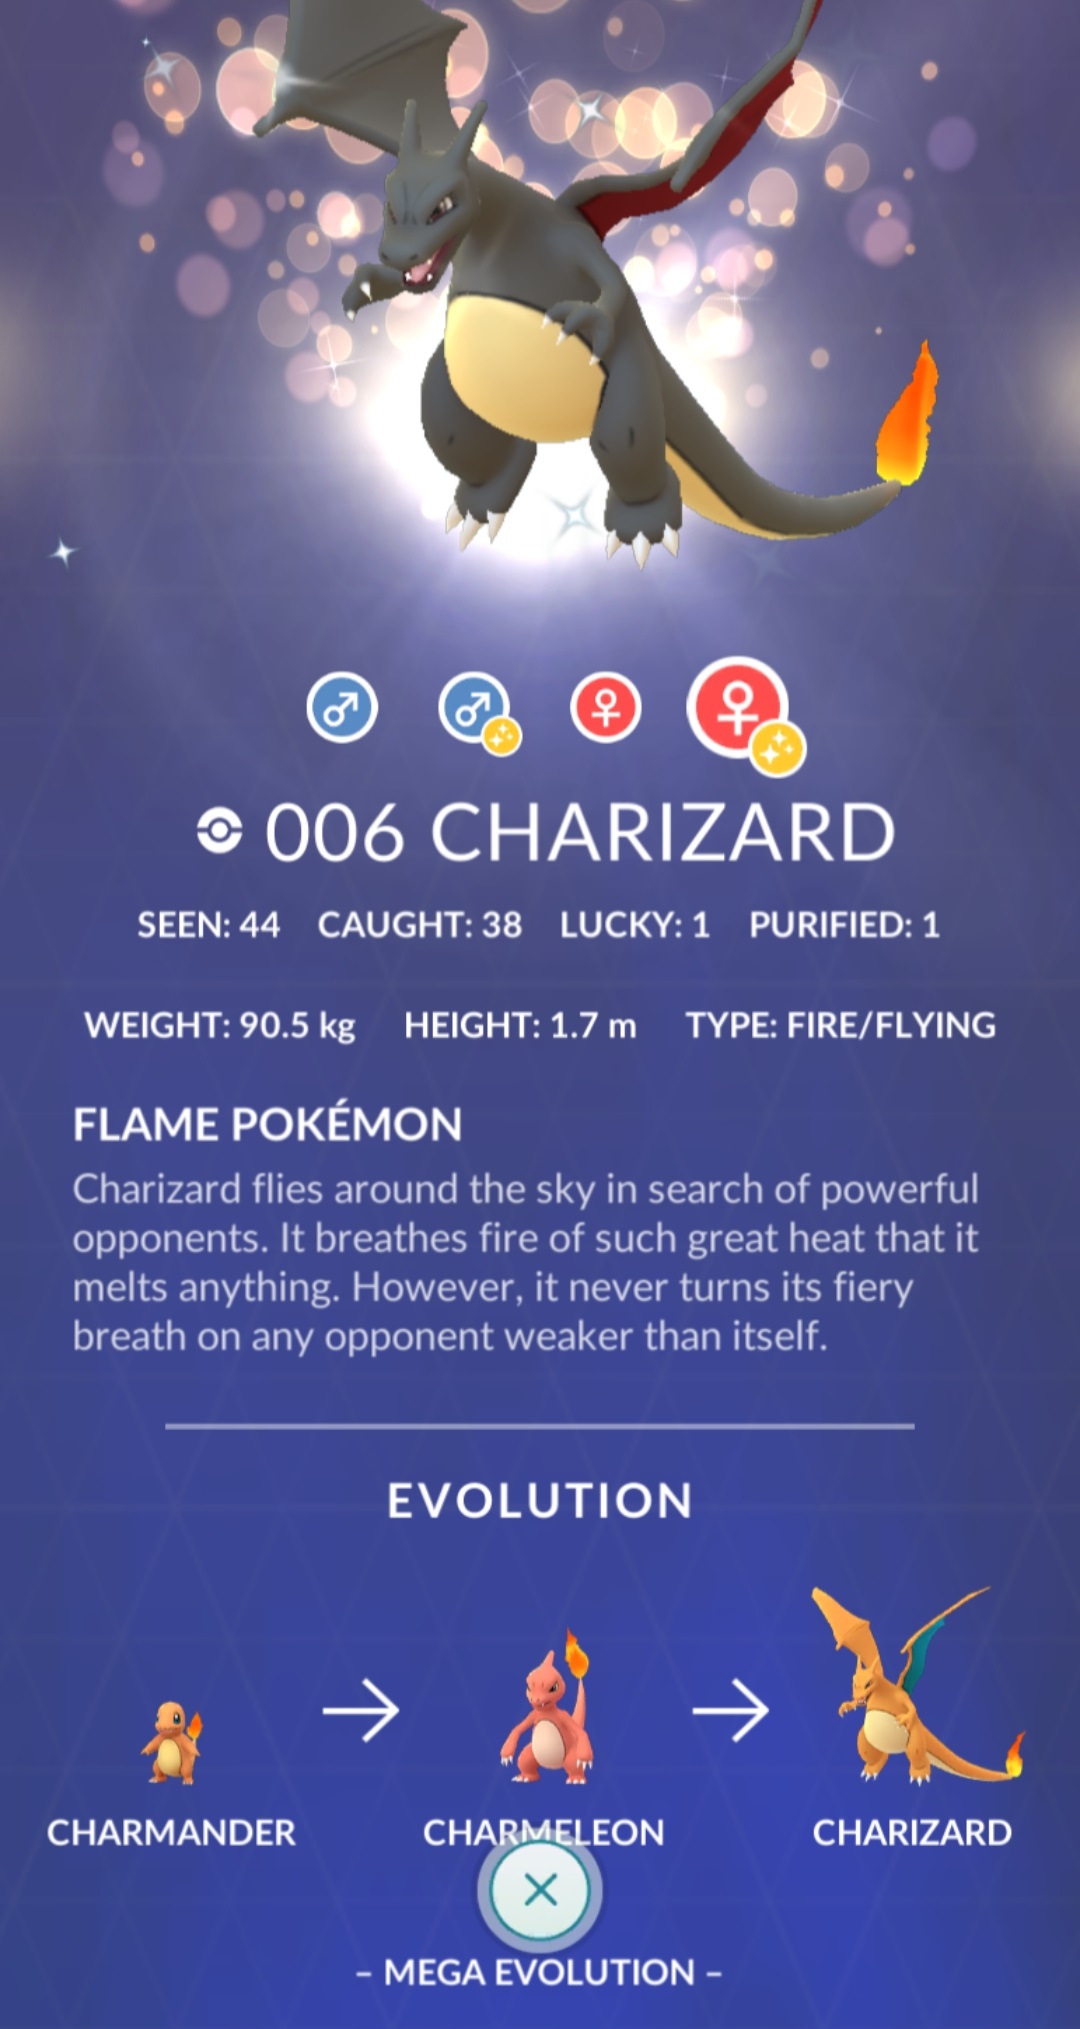 006 CHARIZARD
SEEN: 44 CAUGHT: 38 LUCKY: 1 PURIFIED: 1
WEIGHT: 90.5 kg HEIGHT: 1.7 m TYPE: FIRE/FLYING
FLAME POKÉMON
Charizard flies around the sky in search of powerful
opponents. It breathes fire of such great heat that it
melts anything. However, it never turns its fiery
breath on any opponent weaker than itself.
EVOLUTION
CHARMANDER CHARMELEON CHARIZARD
– MEGA EVOLUTION –